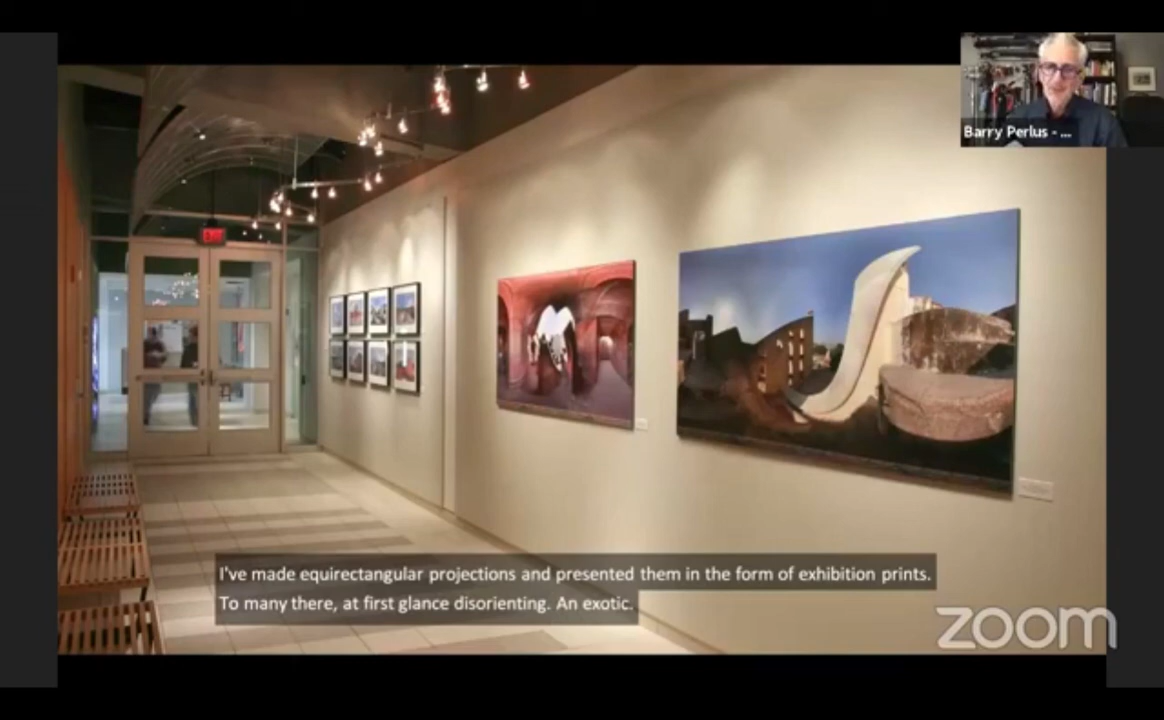 Barry Perlus - ...
EXIT
I've made equirectangular projections and presented them in the form of exhibition prints.
To many there, at first glance disorienting. An exotic.
zoom